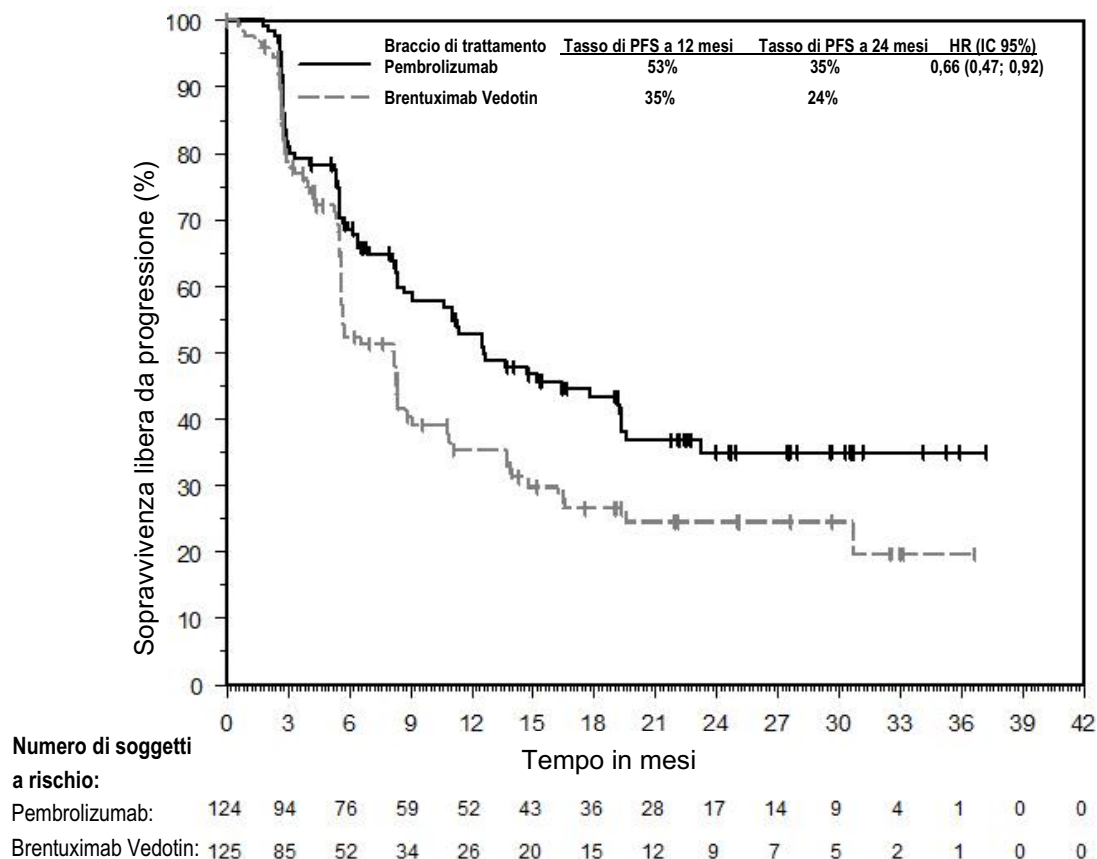 Braccio di trattamento Tasso di PFS a 12 mesi Tasso di PFS a 24 mesi HR (IC 95%)
Pembrolizumab 53% 35% 0,66 (0,47; 0,92)
Brentuximab Vedotin 35% 24%
Sopravvivenza libera da progressione (%)
100
90
80
70
60
50
40
30
20
10
0
0 3 6 9 12 15 18 21 24 27 30 33 36 39 42
Tempo in mesi
Numero di soggetti
a rischio:
Pembrolizumab: 124 94 76 59 52 43 36 28 17 14 9 4 1 0 0
Brentuximab Vedotin: 125 85 52 34 26 20 15 12 9 7 5 2 1 0 0